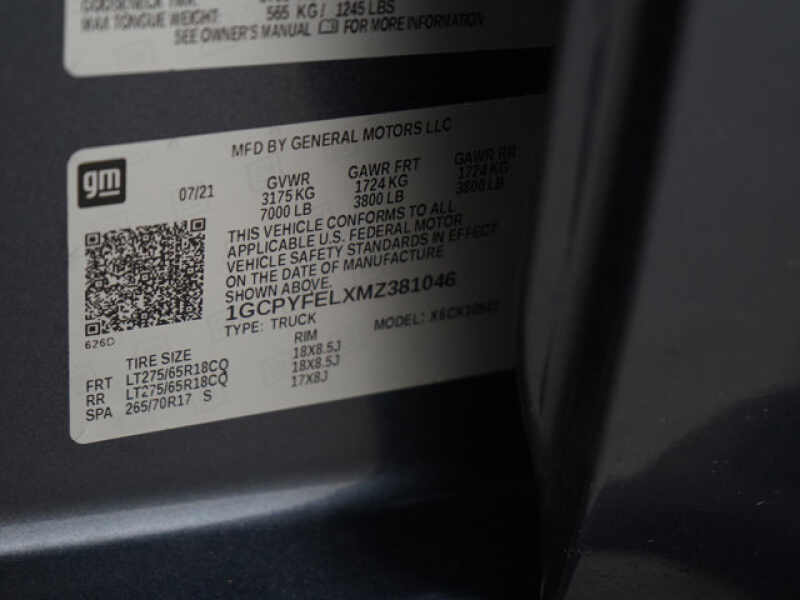 565 KG / 1245 LBS
MAX TONGUE WEIGHT:
SEE OWNER'S MANUAL FOR MORE INFORMATION
MFD BY GENERAL MOTORS LLC
gm
07/21
GVWR GAWR FRT GAWR RR
3175 KG 1724 KG 1724 KG
7000 LB 3800 LB 3800 LB
THIS VEHICLE CONFORMS TO ALL
APPLICABLE U.S. FEDERAL MOTOR
VEHICLE SAFETY STANDARDS IN EFFECT
ON THE DATE OF MANUFACTURE
SHOWN ABOVE.
1GCPYFELXMZ381046
TYPE: TRUCK MODEL:
626D
TIRE SIZE RIM
FRT LT275/65R18CQ 18X8.5J
RR LT275/65R18CQ 18X8.5J
SPA 265/70R17 S 17X8J